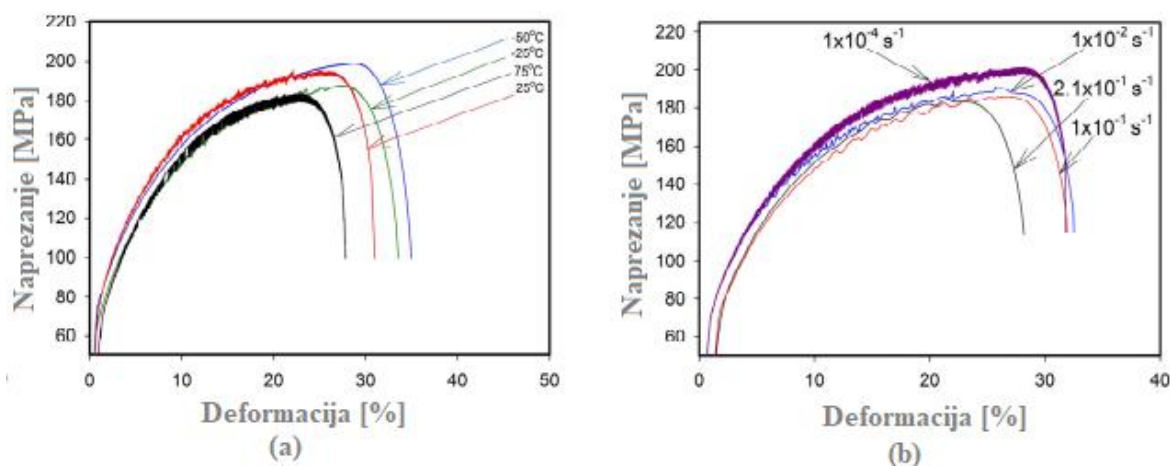 220
200
180
160
140
120
100
80
60
0 10 20 30 40 50
Naprezanje [MPa]
Deformacija [%]
(a)
-50°C
-25°C
75°C
25°C
220
200
180
160
140
120
100
80
60
0 10 20 30 40
Naprezanje [MPa]
Deformacija [%]
(b)
1x10⁻⁴ s⁻¹
1x10⁻² s⁻¹
2.1x10⁻¹ s⁻¹
1x10⁻¹ s⁻¹